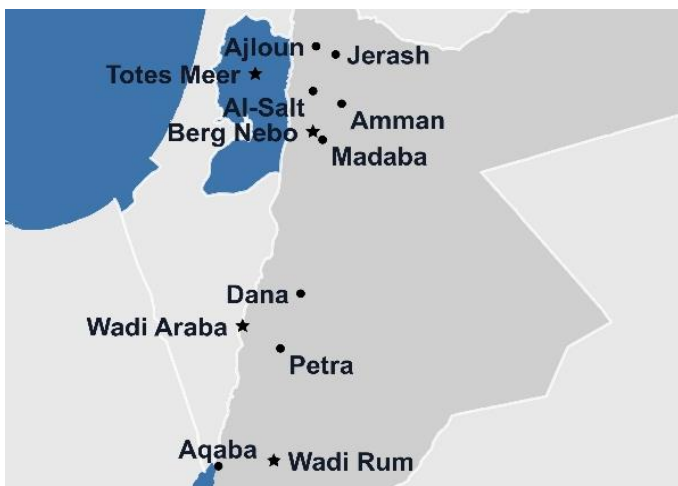 Ajloun
Jerash
Totes Meer
Al-Salt
Amman
Berg Nebo
Madaba
Dana
Wadi Araba
Petra
Aqaba
Wadi Rum